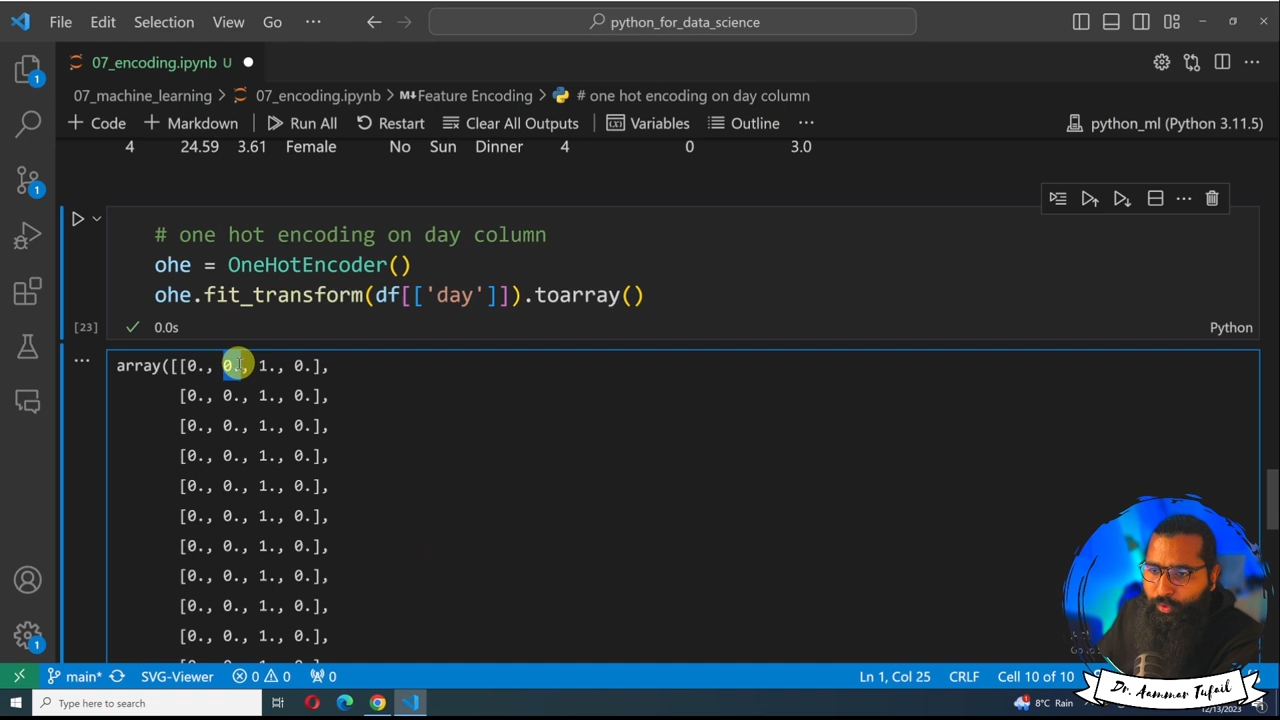 File Edit Selection View Go ··· python_for_data_science
07_encoding.ipynb U
07_machine_learning > 07_encoding.ipynb > M↓Feature Encoding > # one hot encoding on day column
+ Code + Markdown Run All Restart Clear All Outputs Variables Outline ··· python_ml (Python 3.11.5)
4 24.59 3.61 Female No Sun Dinner 4 0 3.0
# one hot encoding on day column
ohe = OneHotEncoder()
ohe.fit_transform(df[['day']]).toarray()
[23] 0.0s Python
array([[0., 0., 1., 0.],
[0., 0., 1., 0.],
[0., 0., 1., 0.],
[0., 0., 1., 0.],
[0., 0., 1., 0.],
[0., 0., 1., 0.],
[0., 0., 1., 0.],
[0., 0., 1., 0.],
[0., 0., 1., 0.],
[0., 0., 1., 0.],
main* SVG-Viewer 0 0 0 Ln 1, Col 25 CRLF Cell 10 of 10
Dr. Aammar Tufail
Type here to search 8°C Rain
12/13/2023